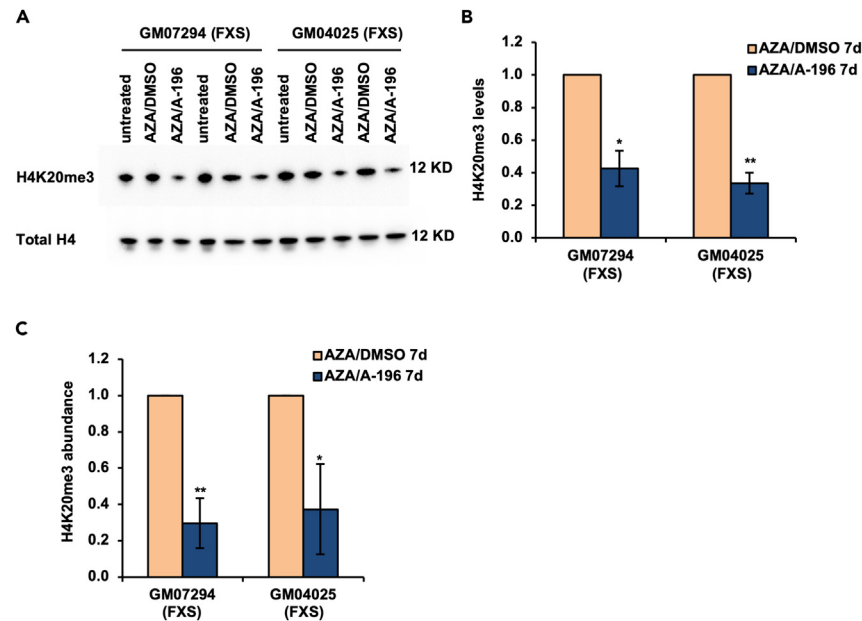 A
GM07294 (FXS) GM04025 (FXS)
untreated AZA/DMSO AZA/A-196 untreated AZA/DMSO AZA/A-196 untreated AZA/DMSO AZA/A-196 AZA/DMSO AZA/A-196
H4K20me3 12 KD
Total H4 12 KD
B
AZA/DMSO 7d
AZA/A-196 7d
H4K20me3 levels
1.2
1.0
0.8
0.6
0.4
0.2
0.0
*
**
GM07294 GM04025
(FXS) (FXS)
C
AZA/DMSO 7d
AZA/A-196 7d
H4K20me3 abundance
1.2
1.0
0.8
0.6
0.4
0.2
0.0
**
*
GM07294 GM04025
(FXS) (FXS)